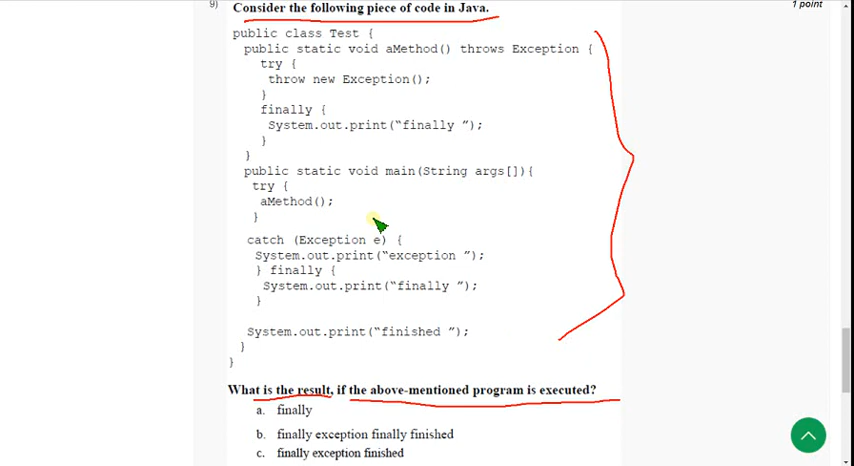 9) Consider the following piece of code in Java.
1 point
public class Test {
public static void aMethod() throws Exception {
try {
throw new Exception();
}
finally {
System.out.print(“finally ”);
}
}
public static void main(String args[]){
try {
aMethod();
}
catch (Exception e) {
System.out.print(“exception ”);
} finally {
System.out.print(“finally ”);
}
System.out.print(“finished ”);
}
}
What is the result, if the above-mentioned program is executed?
a. finally
b. finally exception finally finished
c. finally exception finished